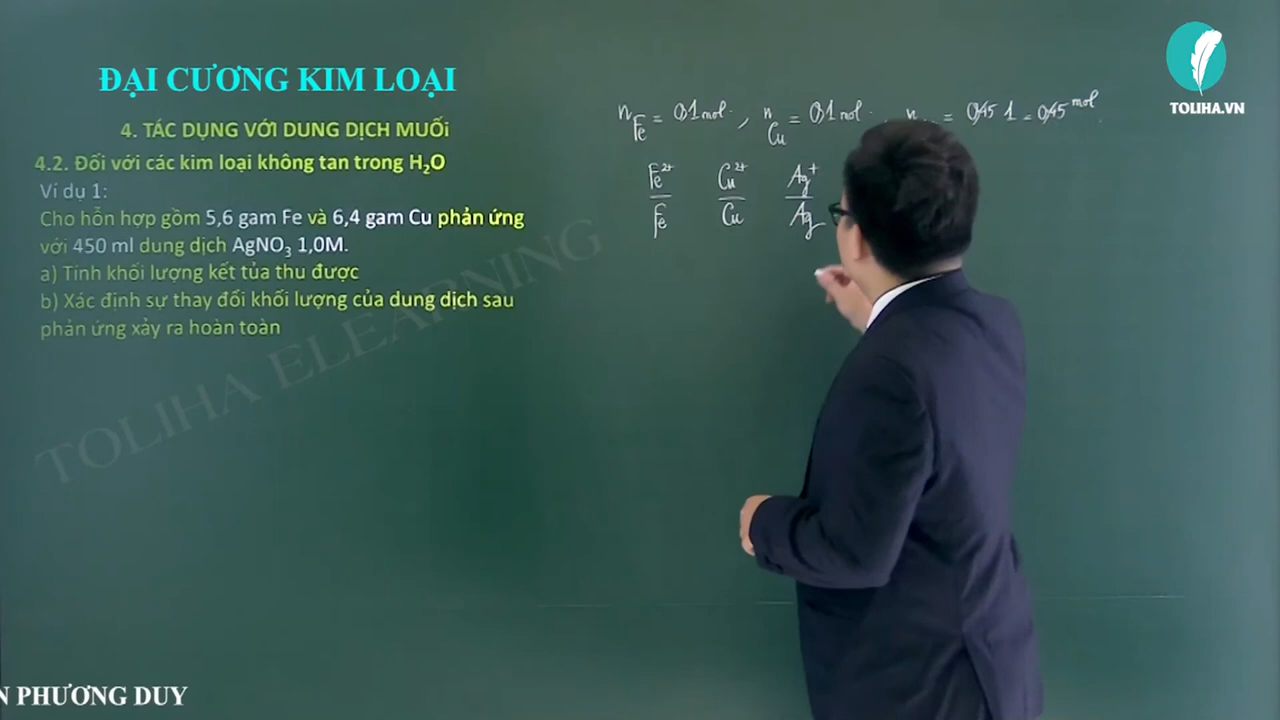 TOLIHA.VN
ĐẠI CƯƠNG KIM LOẠI
4. TÁC DỤNG VỚI DUNG DỊCH MUỐI
4.2. Đối với các kim loại không tan trong H₂O
Ví dụ 1:
Cho hỗn hợp gồm 5,6 gam Fe và 6,4 gam Cu phản ứng
với 450 ml dung dịch AgNO₃ 1,0M.
a) Tính khối lượng kết tủa thu được
b) Xác định sự thay đổi khối lượng của dung dịch sau
phản ứng xảy ra hoàn toàn
n Fe = 0,1 mol, n Cu = 0,1 mol, n = 0,45 1 = 0,45 mol
Fe²⁺ Cu²⁺ Ag⁺
Fe Cu Ag
TOLIHA ELEARNING
N PHƯƠNG DUY